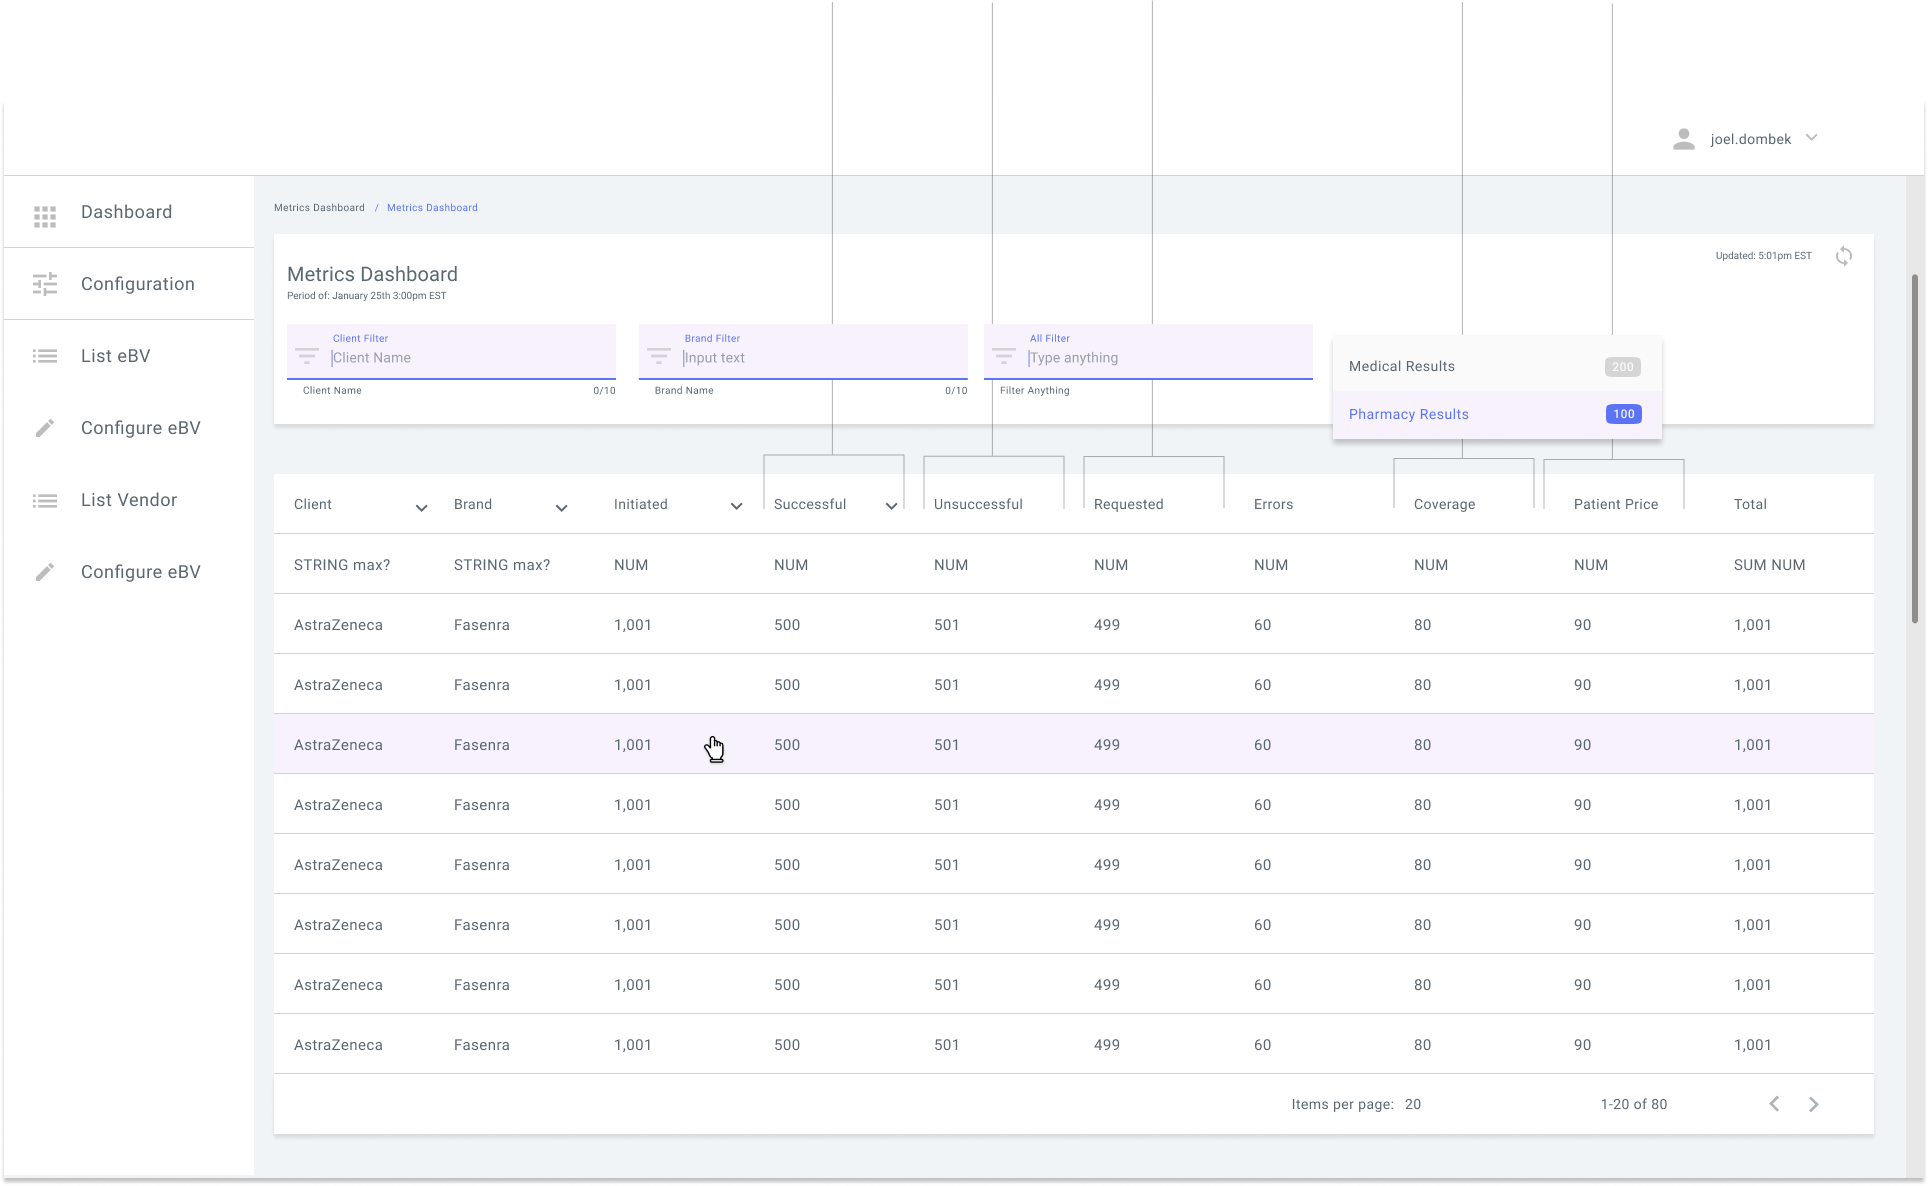 joel.dombek
Dashboard
Configuration
List eBV
Configure eBV
List Vendor
Configure eBV
Metrics Dashboard / Metrics Dashboard
Updated: 5:01pm EST
Metrics Dashboard
Period of: January 25th 3:00pm EST
Client Filter
Client Name
Client Name 0/10
Brand Filter
Input text
Brand Name 0/10
All Filter
Type anything
Filter Anything
Medical Results 200
Pharmacy Results 100
Client Brand Initiated Successful Unsuccessful Requested Errors Coverage Patient Price Total
STRING max? STRING max? NUM NUM NUM NUM NUM NUM NUM SUM NUM
AstraZeneca Fasenra 1,001 500 501 499 60 80 90 1,001
AstraZeneca Fasenra 1,001 500 501 499 60 80 90 1,001
AstraZeneca Fasenra 1,001 500 501 499 60 80 90 1,001
AstraZeneca Fasenra 1,001 500 501 499 60 80 90 1,001
AstraZeneca Fasenra 1,001 500 501 499 60 80 90 1,001
AstraZeneca Fasenra 1,001 500 501 499 60 80 90 1,001
AstraZeneca Fasenra 1,001 500 501 499 60 80 90 1,001
AstraZeneca Fasenra 1,001 500 501 499 60 80 90 1,001
Items per page: 20 1-20 of 80